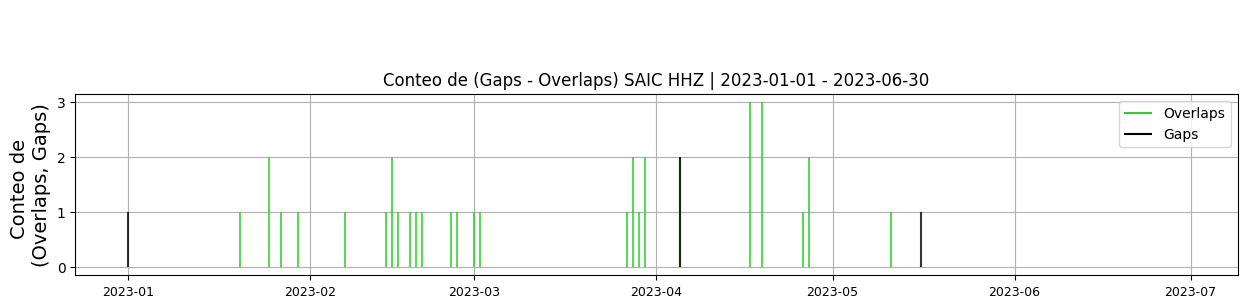 Conteo de (Gaps - Overlaps) SAIC HHZ | 2023-01-01 - 2023-06-30
Conteo de
(Overlaps, Gaps)
3
2
1
0
Overlaps
Gaps
2023-01
2023-02
2023-03
2023-04
2023-05
2023-06
2023-07